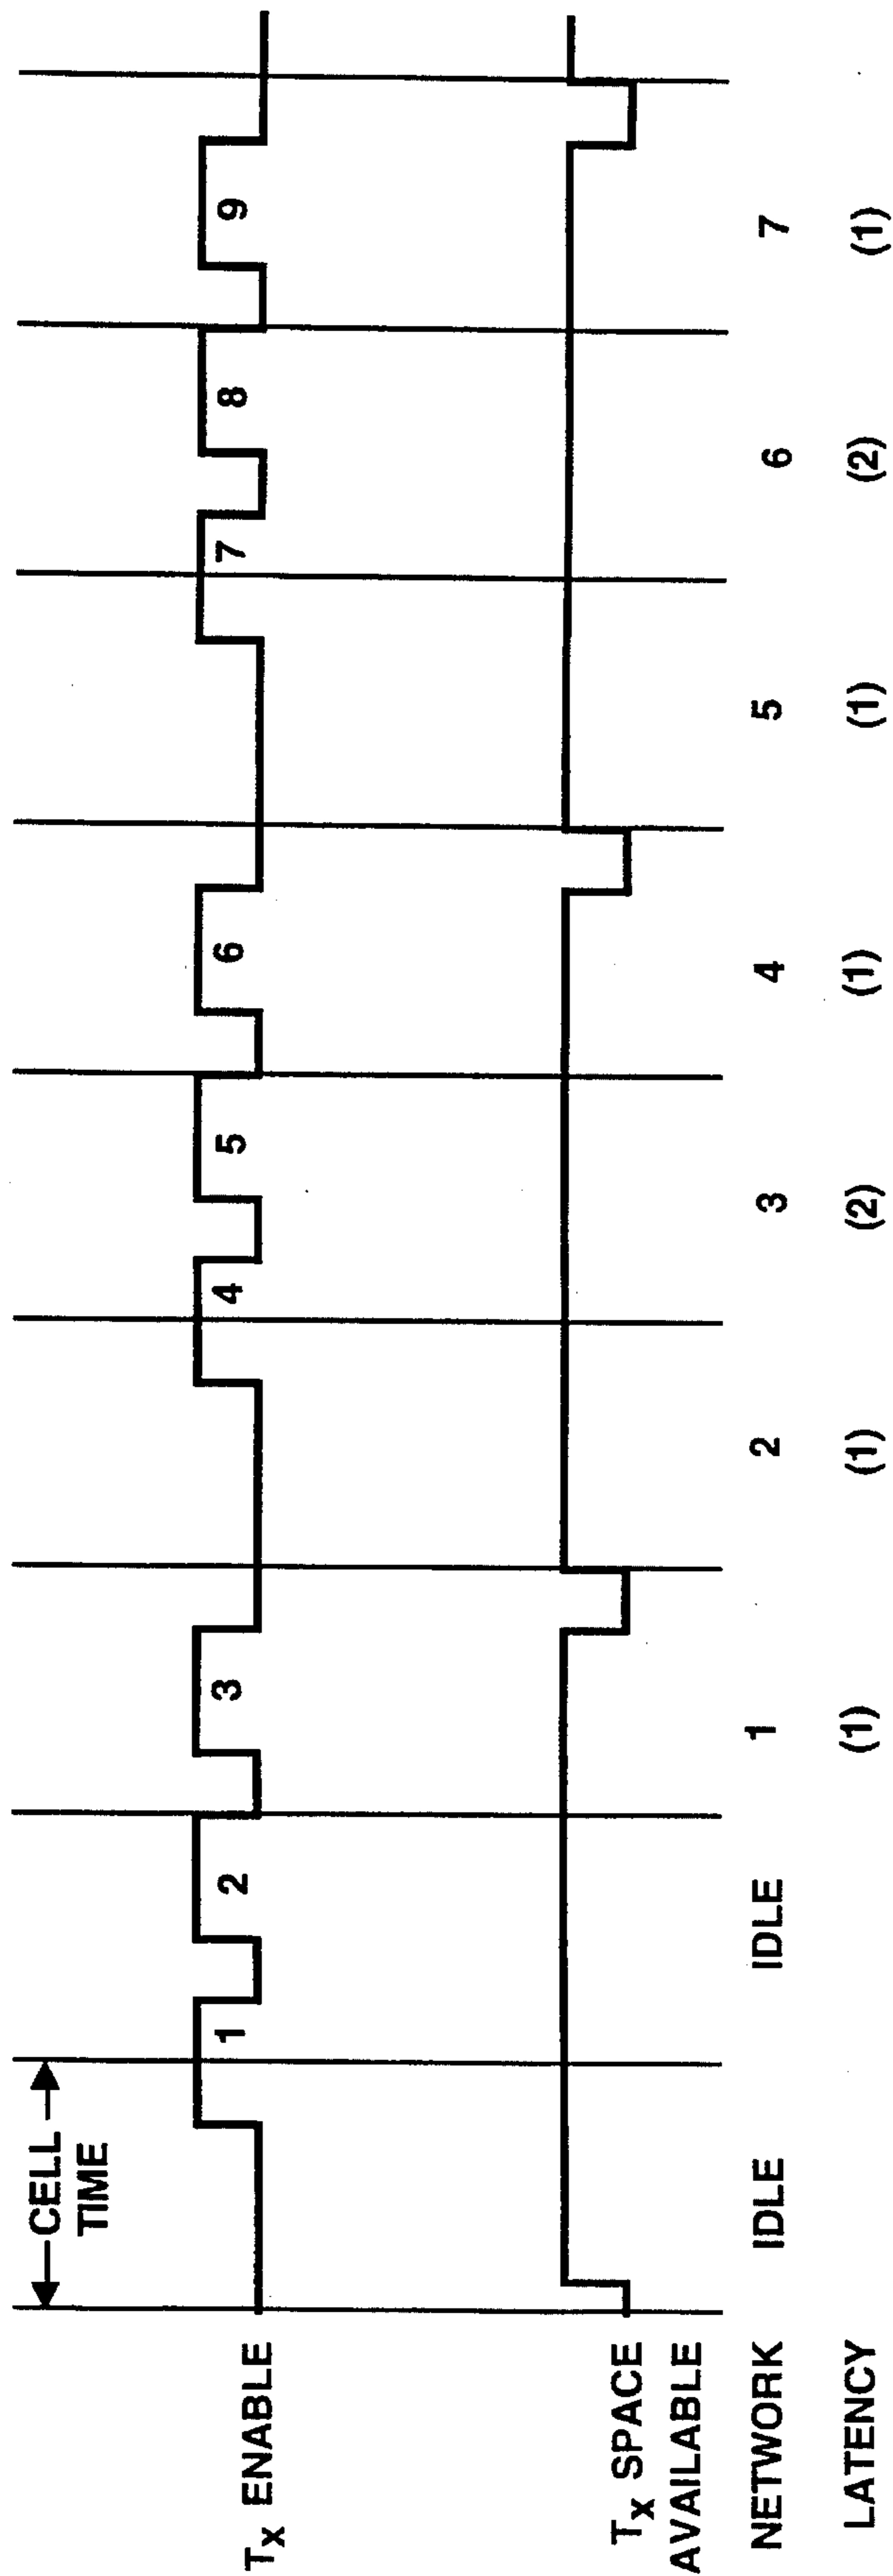 CELL
TIME
Tx ENABLE
1 2 3 4 5 6 7 8 9
Tx SPACE
AVAILABLE
NETWORK IDLE IDLE 1 2 3 4 5 6 7
LATENCY (1) (1) (2) (1) (1) (2) (1)